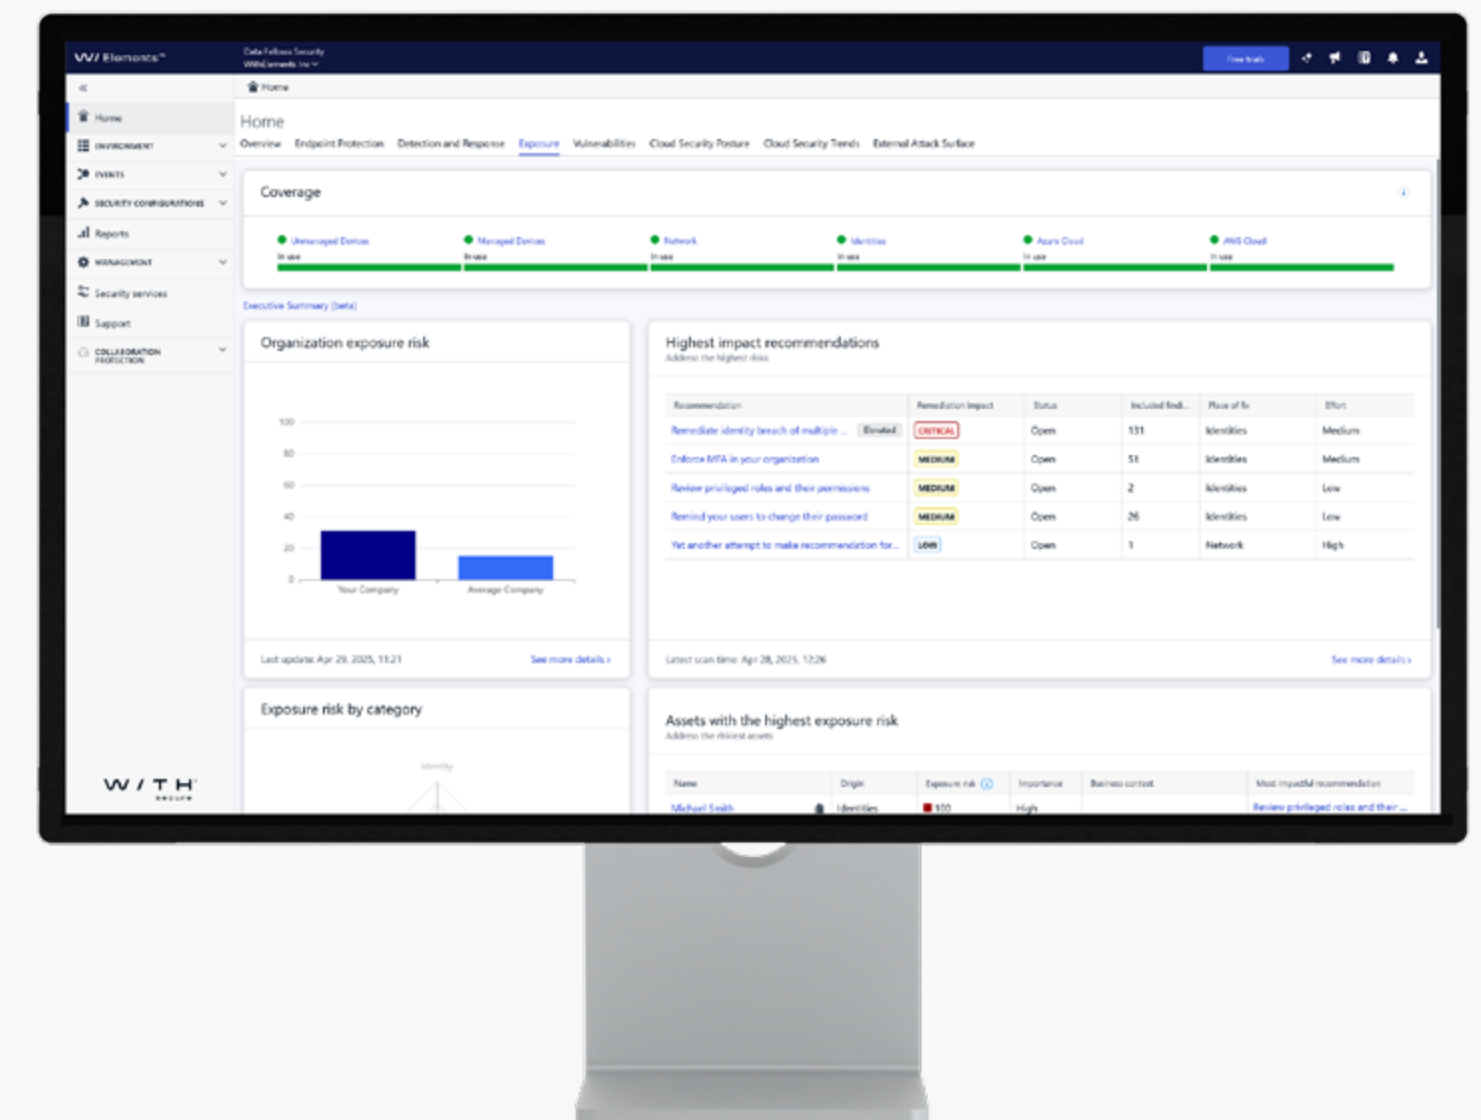 W/ Elements™
Data Fellows Security
WithElements Inc
Free trials
Home
ENVIRONMENT
EVENTS
SECURITY CONFIGURATIONS
Reports
MANAGEMENT
Security services
Support
COLLABORATION
PROTECTION
W / T H
secure
Home
Home
Overview Endpoint Protection Detection and Response Exposure Vulnerabilities Cloud Security Posture Cloud Security Trends External Attack Surface
Coverage
Unmanaged Devices Managed Devices Network Identities Azure Cloud AWS Cloud
In use In use In use In use In use In use
Executive Summary (beta)
Organization exposure risk
100
80
60
40
20
0
Your Company Average Company
Last update: Apr 29, 2025, 11:21 See more details ›
Highest impact recommendations
Address the highest risks
Recommendation Remediation impact Status Included findi... Place of fix Effort
Remediate identity breach of multiple ... Elevated CRITICAL Open 131 Identities Medium
Enforce MFA in your organization MEDIUM Open 51 Identities Medium
Review privileged roles and their permissions MEDIUM Open 2 Identities Low
Remind your users to change their password MEDIUM Open 26 Identities Low
Yet another attempt to make recommendation for... LOW Open 1 Network High
Latest scan time: Apr 28, 2025, 12:26 See more details ›
Exposure risk by category
Identity
Assets with the highest exposure risk
Address the riskiest assets
Name Origin Exposure risk Importance Business context Most impactful recommendation
Michael Smith Identities 100 High Review privileged roles and their ...